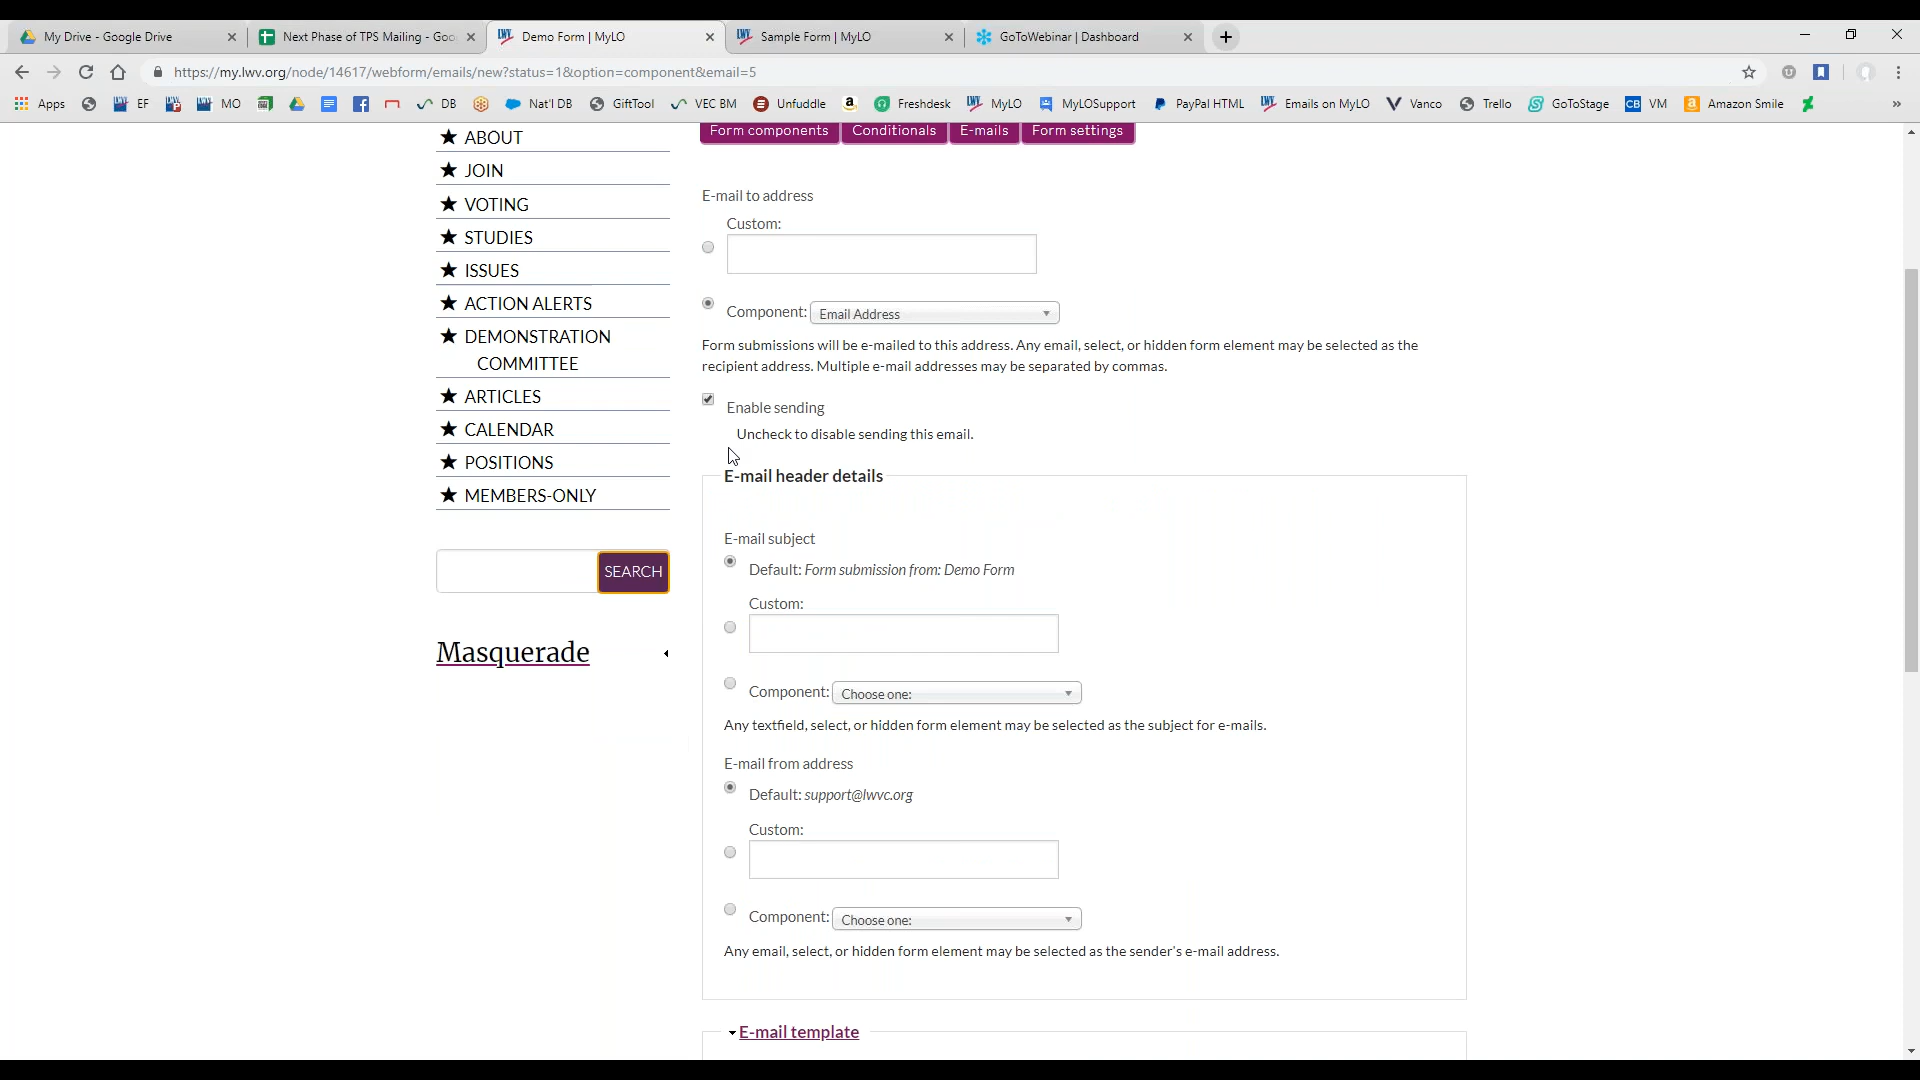 My Drive - Google Drive
Next Phase of TPS Mailing - Goo
Demo Form | MyLO
Sample Form | MyLO
GoToWebinar | Dashboard
https://my.lwv.org/node/14617/webform/emails/new?status=1&option=component&email=5
Apps
EF
MO
DB
Nat'l DB
GiftTool
VEC BM
Unfuddle
Freshdesk
MyLO
MyLOSupport
PayPal HTML
Emails on MyLO
Vanco
Trello
GoToStage
CB VM
Amazon Smile
Form components
Conditionals
E-mails
Form settings
ABOUT
JOIN
VOTING
STUDIES
ISSUES
ACTION ALERTS
DEMONSTRATION
COMMITTEE
ARTICLES
CALENDAR
POSITIONS
MEMBERS-ONLY
SEARCH
Masquerade
E-mail to address
Custom:
Component: Email Address
Form submissions will be e-mailed to this address. Any email, select, or hidden form element may be selected as the
recipient address. Multiple e-mail addresses may be separated by commas.
Enable sending
Uncheck to disable sending this email.
E-mail header details
E-mail subject
Default: Form submission from: Demo Form
Custom:
Component: Choose one:
Any textfield, select, or hidden form element may be selected as the subject for e-mails.
E-mail from address
Default: support@lwvc.org
Custom:
Component: Choose one:
Any email, select, or hidden form element may be selected as the sender's e-mail address.
E-mail template